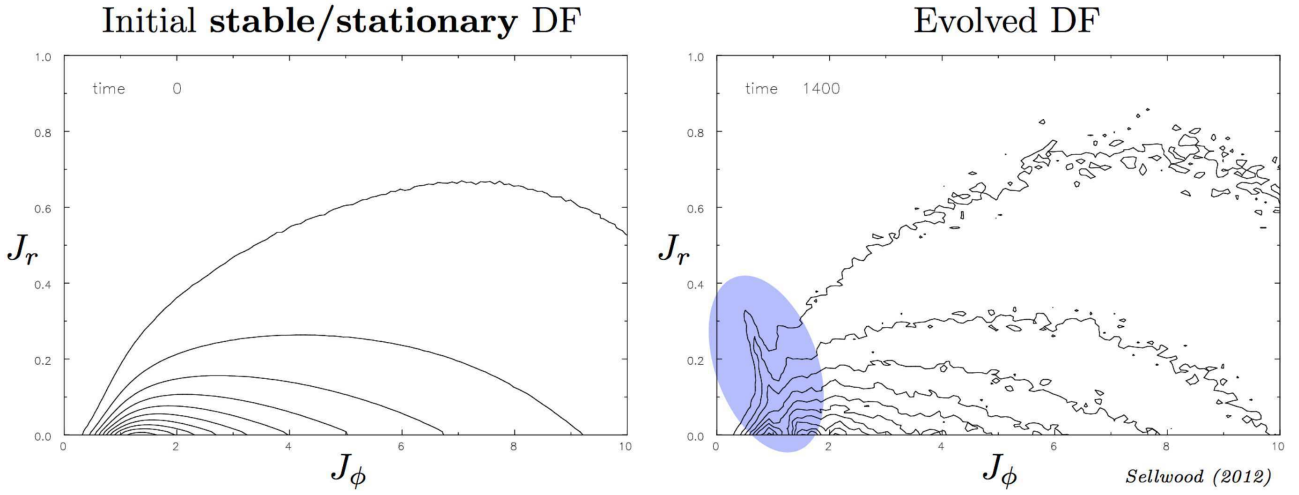 Initial stable/stationary DF
Evolved DF
time 0
1.0
0.8
0.6
0.4
0.2
0.0
0 2 4 6 8 10
J_r
J_ϕ
time 1400
1.0
0.8
0.6
0.4
0.2
0.0
0 2 4 6 8 10
J_r
J_ϕ
Sellwood (2012)